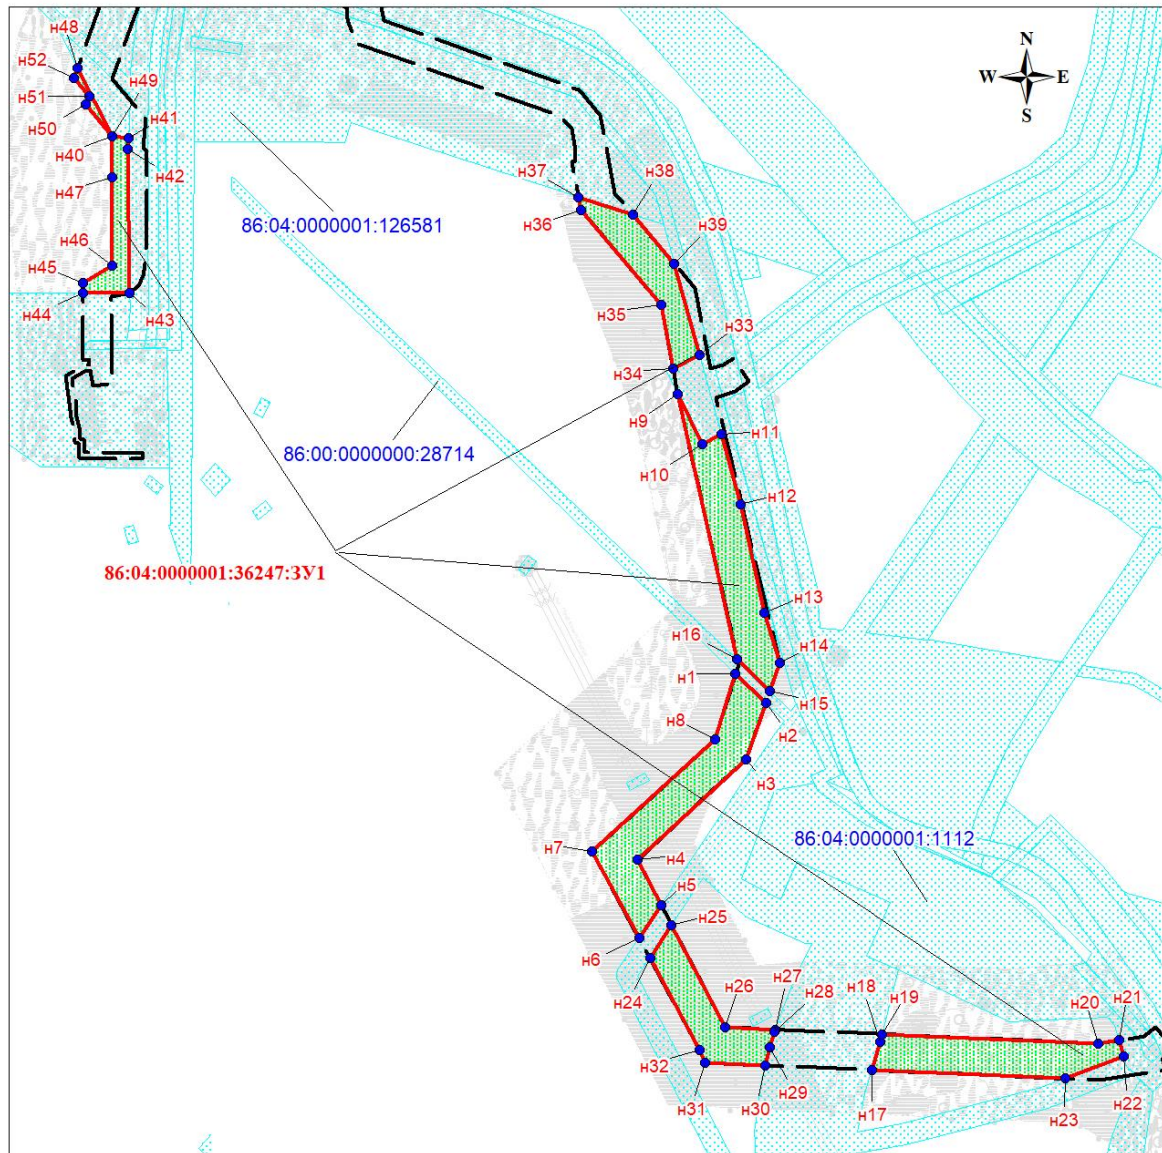 н48
N
н52
н49
W
E
н51
н41
S
н50
н40
н42
н37
н38
н47
86:04:0000001:126581
н36
н39
н46
н45
н44
н43
н35
н33
н34
н9
н11
86:00:0000000:28714
н10
н12
86:04:0000001:36247:ЗУ1
н13
н16
н14
н1
н15
н2
н8
н3
86:04:0000001:1112
н7
н4
н5
н25
н6
н27
н24
н28
н18
н19
н20
н21
н26
н32
н29
н22
н31
н30
н17
н23